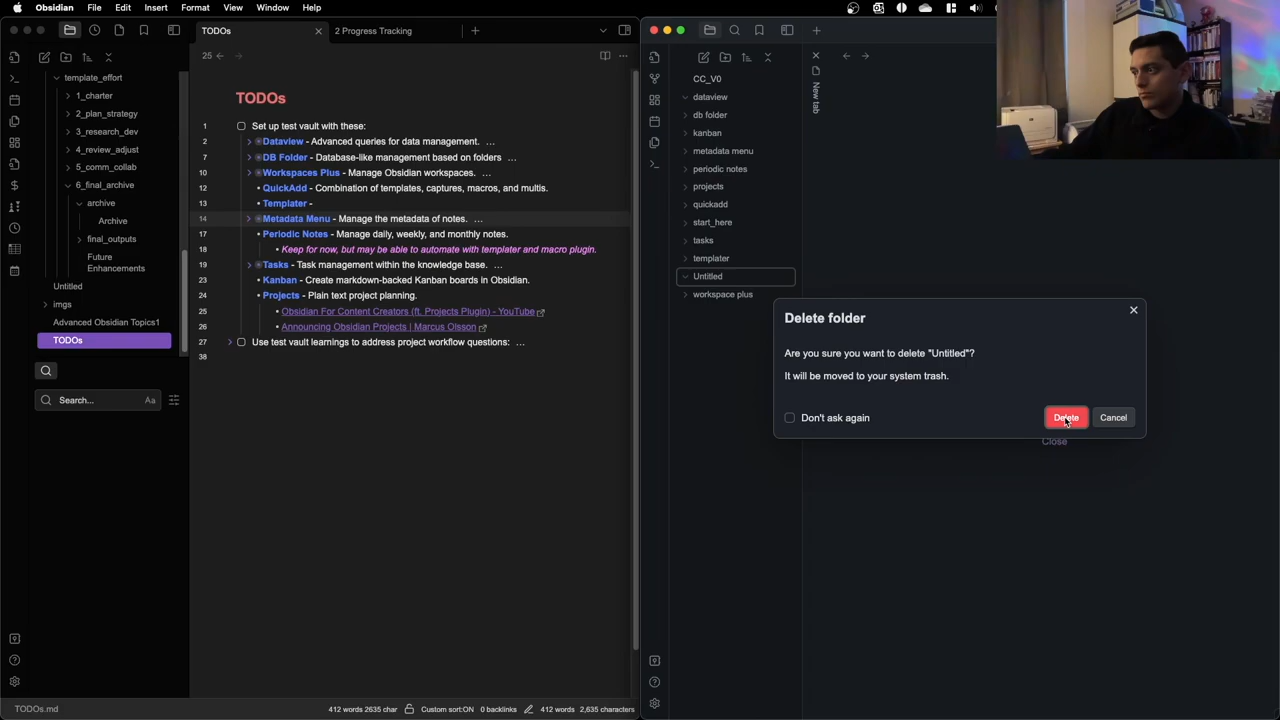 Obsidian File Edit Insert Format View Window Help
TODOs
2 Progress Tracking
25
template_effort
1_charter
2_plan_strategy
3_research_dev
4_review_adjust
5_comm_collab
6_final_archive
archive
Archive
final_outputs
Future
Enhancements
Untitled
imgs
Advanced Obsidian Topics1
TODOs
Search... Aa
TODOs
1 Set up test vault with these:
2 Dataview - Advanced queries for data management. ...
7 DB Folder - Database-like management based on folders ...
10 Workspaces Plus - Manage Obsidian workspaces. ...
12 • QuickAdd - Combination of templates, captures, macros, and multis.
13 • Templater -
14 Metadata Menu - Manage the metadata of notes. ...
17 • Periodic Notes - Manage daily, weekly, and monthly notes.
18 • Keep for now, but may be able to automate with templater and macro plugin.
19 Tasks - Task management within the knowledge base. ...
23 • Kanban - Create markdown-backed Kanban boards in Obsidian.
24 • Projects - Plain text project planning.
25 • Obsidian For Content Creators (ft. Projects Plugin) - YouTube
26 • Announcing Obsidian Projects | Marcus Olsson
27 Use test vault learnings to address project workflow questions: ...
38
TODOs.md
412 words 2635 char Custom sort:ON 0 backlinks 412 words 2,635 characters
CC_V0
dataview
db folder
kanban
metadata menu
periodic notes
projects
quickadd
start_here
tasks
templater
Untitled
workspace plus
New tab
Delete folder
Are you sure you want to delete "Untitled"?
It will be moved to your system trash.
Don't ask again
Delete
Cancel
Close